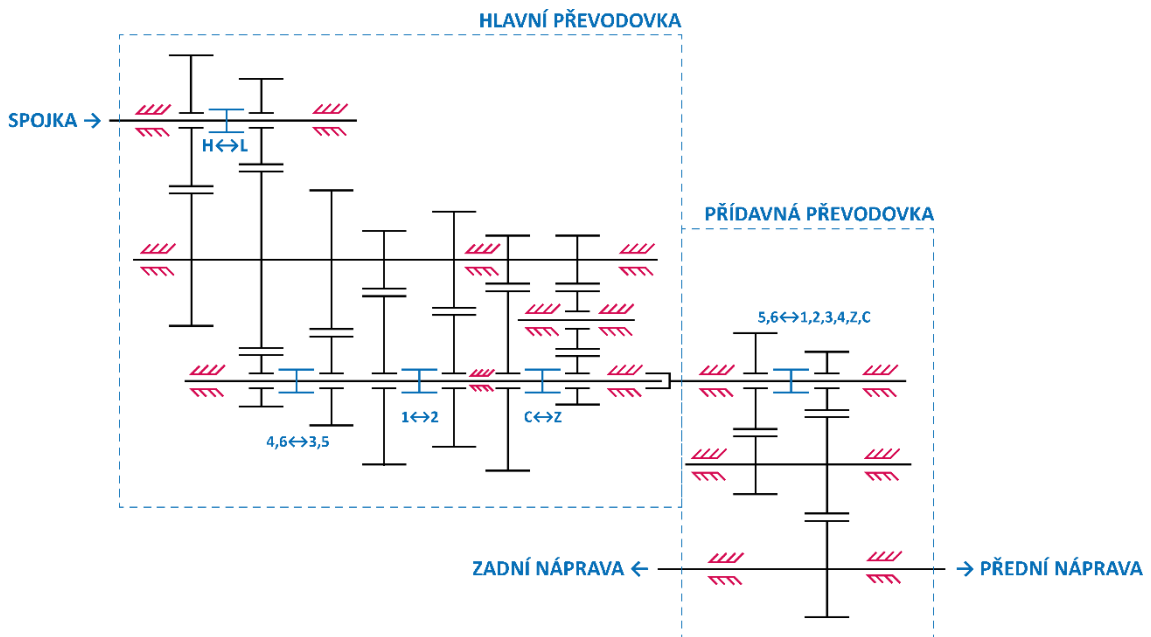 HLAVNÍ PŘEVODOVKA
SPOJKA →
H↔L
PŘÍDAVNÁ PŘEVODOVKA
5,6↔1,2,3,4,Z,C
4,6↔3,5
1↔2
C↔Z
ZADNÍ NÁPRAVA ←
→ PŘEDNÍ NÁPRAVA